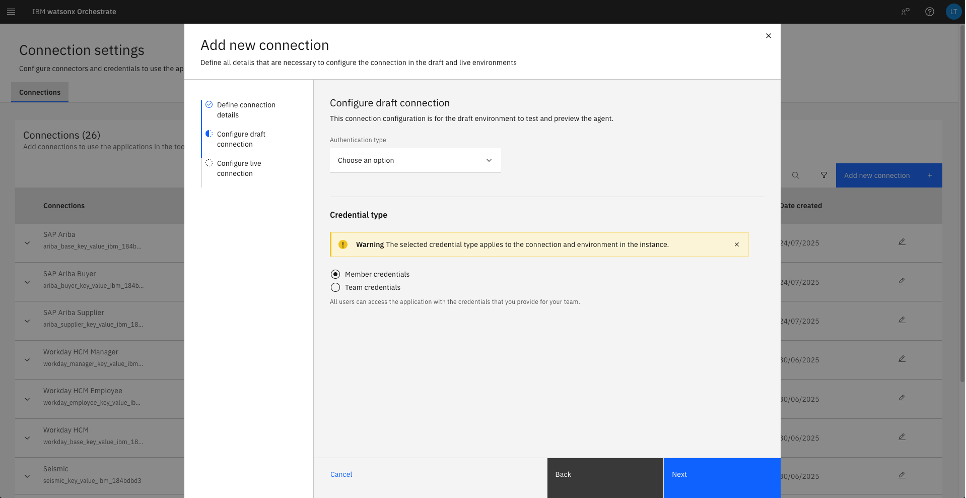 IBM watsonx Orchestrate
LT
Connection settings
Configure connectors and credentials to use the ap
Connections
Connections (26)
Add connections to use the application in the too
Add new connection +
Connections
Date created
SAP Ariba
ariba_base_key_value_ibm_184b...
24/07/2025
SAP Ariba Buyer
ariba_buyer_key_value_ibm_184b...
24/07/2025
SAP Ariba Supplier
ariba_supplier_key_value_ibm_18...
24/07/2025
Workday HCM Manager
workday_manager_key_value_ibm...
30/06/2025
Workday HCM Employee
workday_employee_key_value_ib...
30/06/2025
Workday HCM
workday_base_key_value_ibm_18...
30/06/2025
Seismic
seismic_key_value_ibm_184bdbd3
30/06/2025
Add new connection
Define all details that are necessary to configure the connection in the draft and live environments
Define connection
details
Configure draft
connection
Configure live
connection
Configure draft connection
This connection configuration is for the draft environment to test and preview the agent.
Authentication type
Choose an option
Credential type
Warning The selected credential type applies to the connection and environment in the instance.
Member credentials
Team credentials
All users can access the application with the credentials that you provide for your team.
Cancel
Back
Next